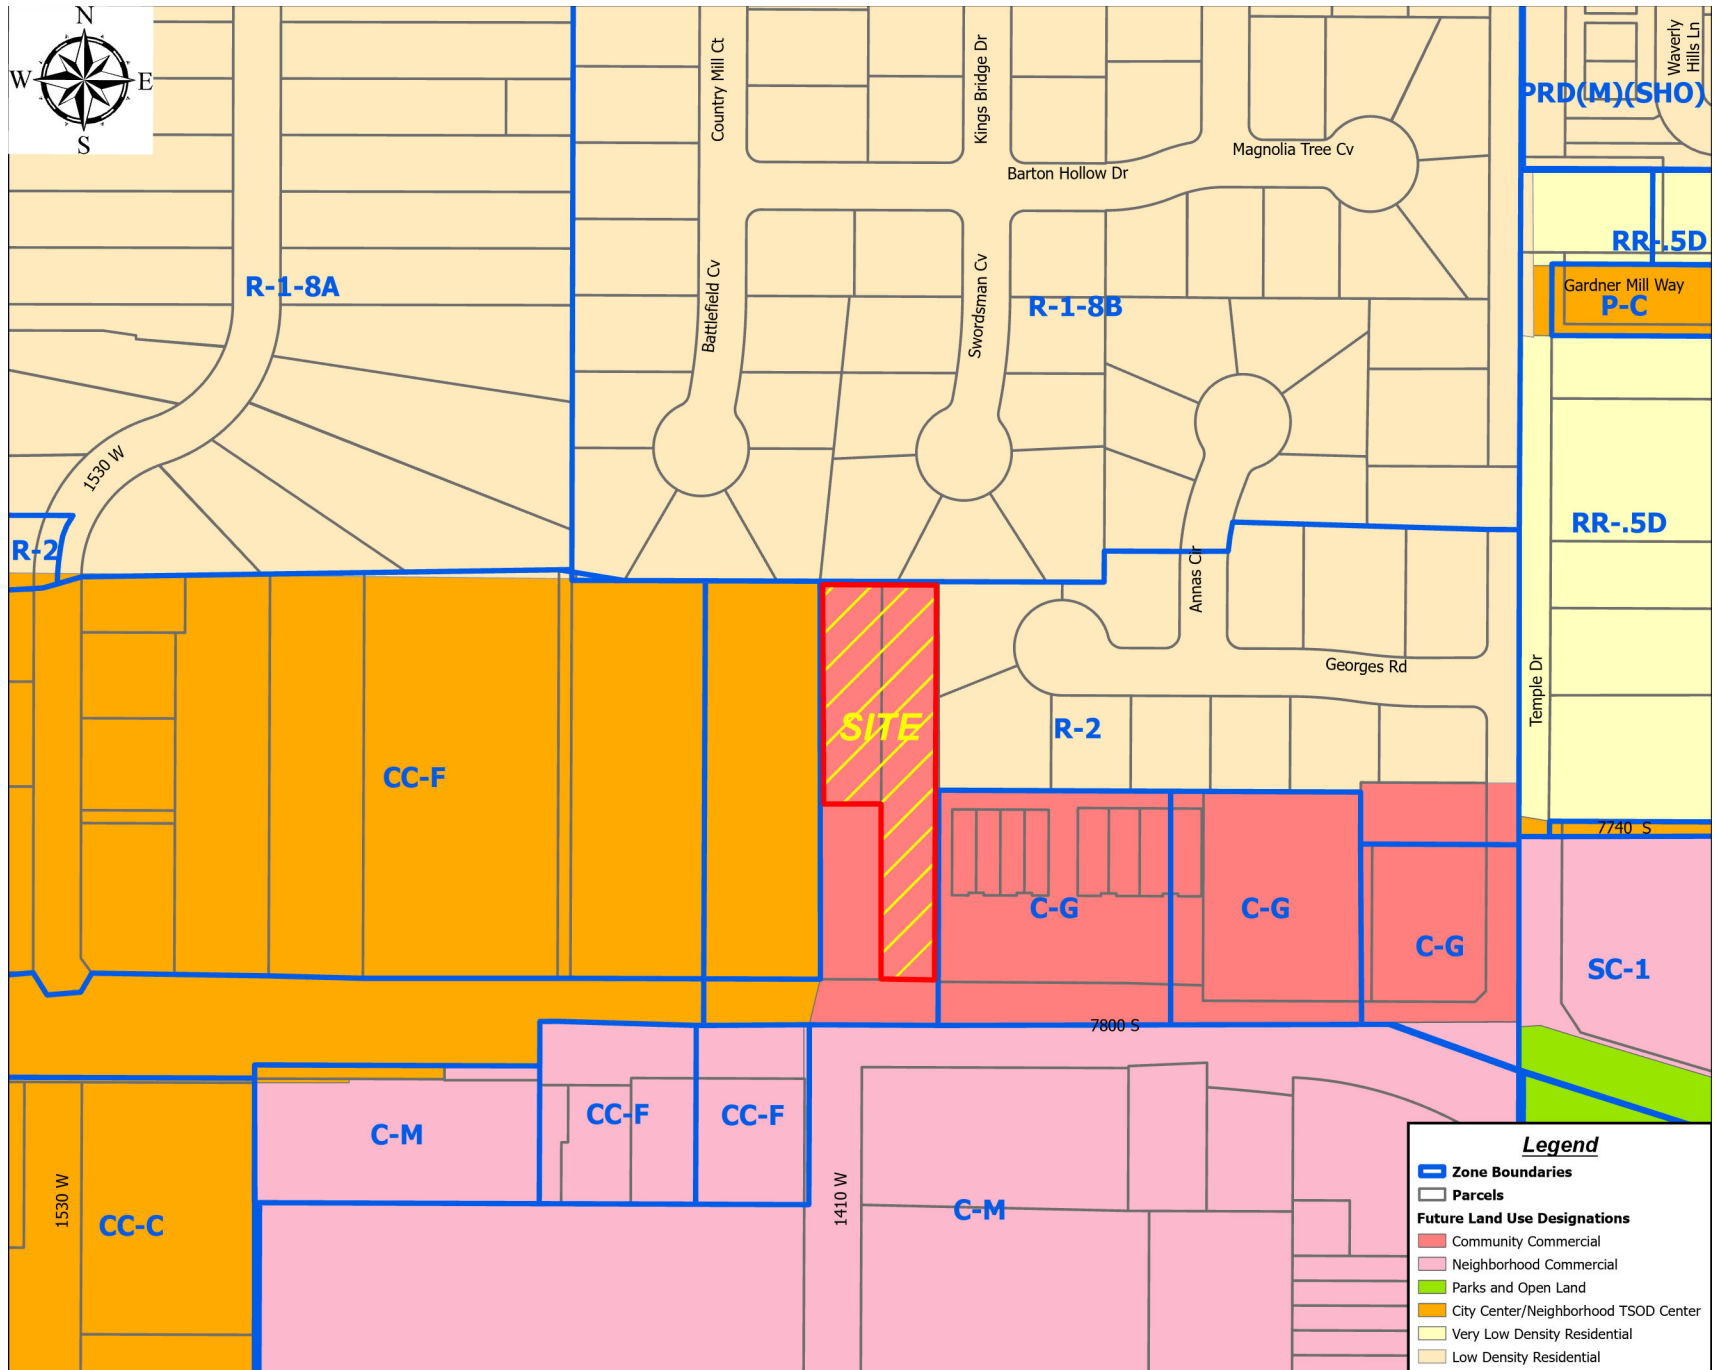 N
W
E
S
Country Mill Ct
Kings Bridge Dr
Waverly
Hills Ln
PRD(M)(SHO)
Magnolia Tree Cv
Barton Hollow Dr
RR-.5D
R-1-8A
Battlefield Cv
Swordsman Cv
R-1-8B
Gardner Mill Way
P-C
1530 W
R-2
RR-.5D
Annas Cir
Georges Rd
Temple Dr
SITE
R-2
CC-F
7740 S
C-G
C-G
C-G
SC-1
7800 S
CC-F
CC-F
C-M
1530 W
1410 W
C-M
CC-C
Legend
Zone Boundaries
Parcels
Future Land Use Designations
Community Commercial
Neighborhood Commercial
Parks and Open Land
City Center/Neighborhood TSOD Center
Very Low Density Residential
Low Density Residential